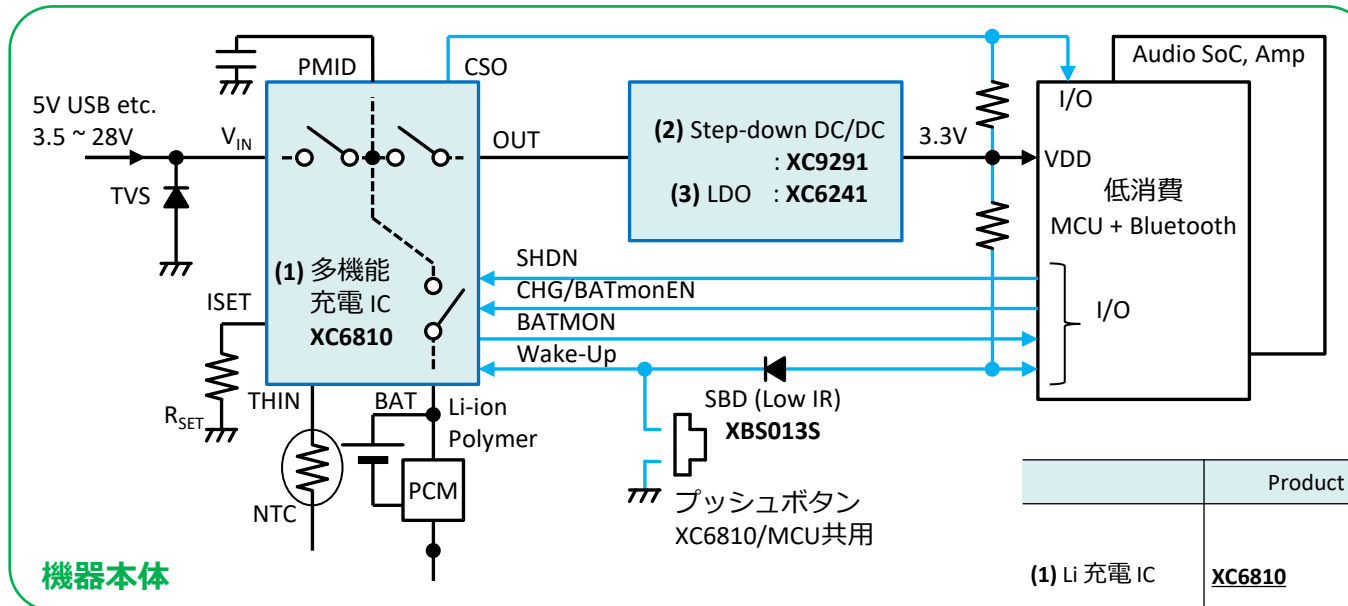 PMID
CSO
Audio SoC, Amp
5V USB etc.
3.5 ~ 28V
VIN
OUT
TVS
(2) Step-down DC/DC
: XC9291
(3) LDO : XC6241
3.3V
I/O
VDD
低消費
MCU + Bluetooth
I/O
(1) 多機能
充電 IC
XC6810
SHDN
CHG/BATmonEN
BATMON
Wake-Up
ISET
RSET
THIN
BAT
Li-ion
Polymer
PCM
NTC
SBD (Low IR)
XBS013S
プッシュボタン
XC6810/MCU共用
機器本体
Product
(1) Li 充電 IC
XC6810